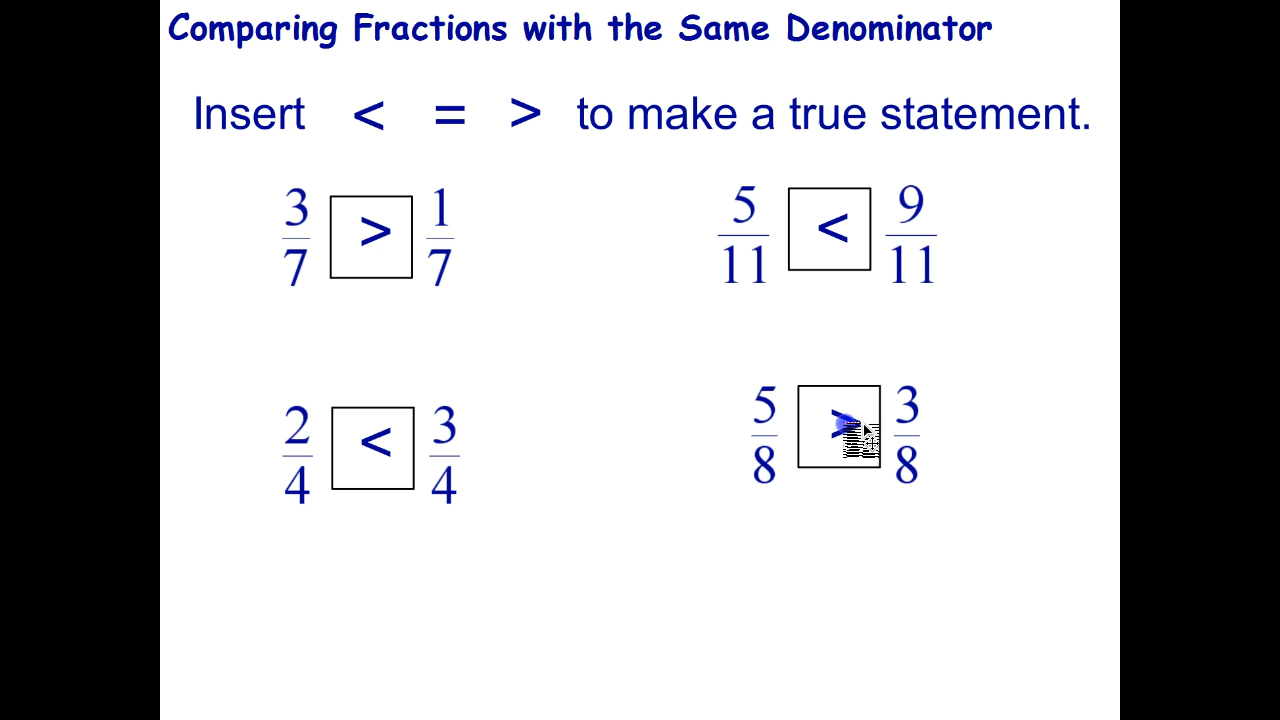 Comparing Fractions with the Same Denominator
Insert < = > to make a true statement.
3/7 > 1/7
5/11 < 9/11
2/4 < 3/4
5/8 > 3/8